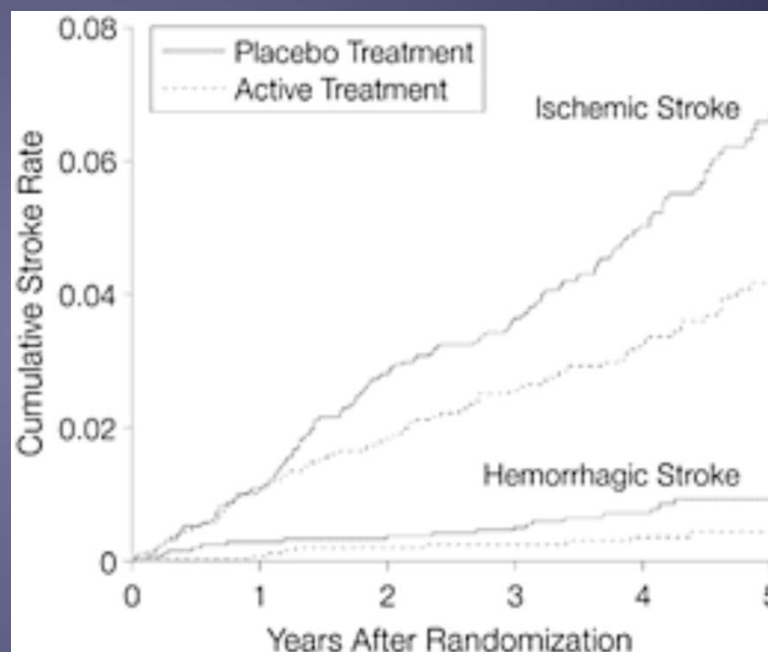 0.08
Placebo Treatment
Active Treatment
Ischemic Stroke
0.06
Cumulative Stroke Rate
0.04
0.02
Hemorrhagic Stroke
0
0 1 2 3 4 5
Years After Randomization